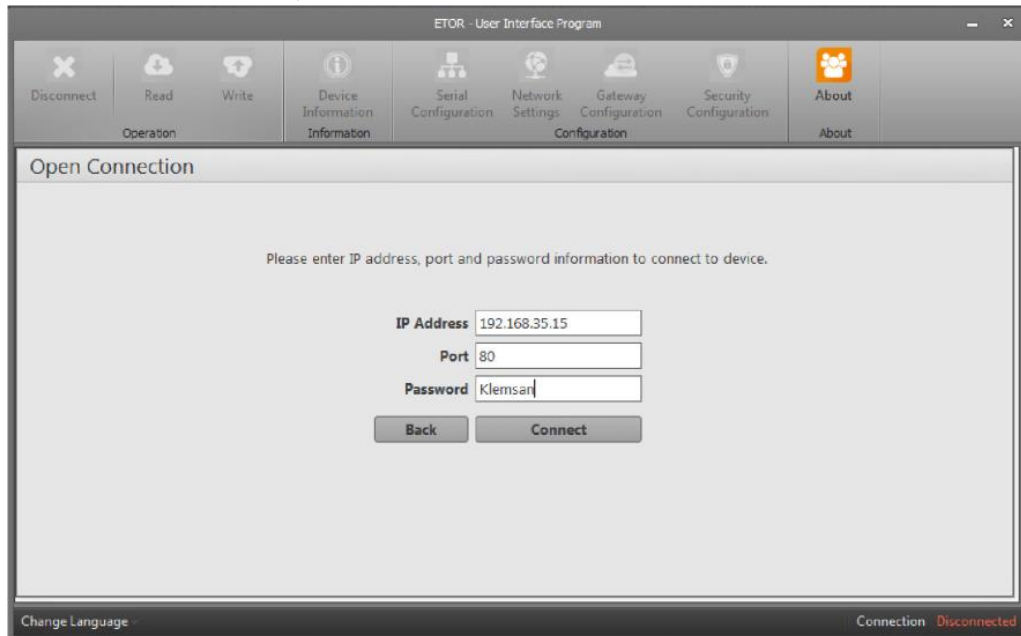 ETOR - User Interface Program
Disconnect
Read
Write
Device Information
Serial Configuration
Network Settings
Gateway Configuration
Security Configuration
About
Operation
Information
Configuration
About
Open Connection
Please enter IP address, port and password information to connect to device.
IP Address 192.168.35.15
Port 80
Password Klemsan
Back Connect
Change Language
Connection Disconnected